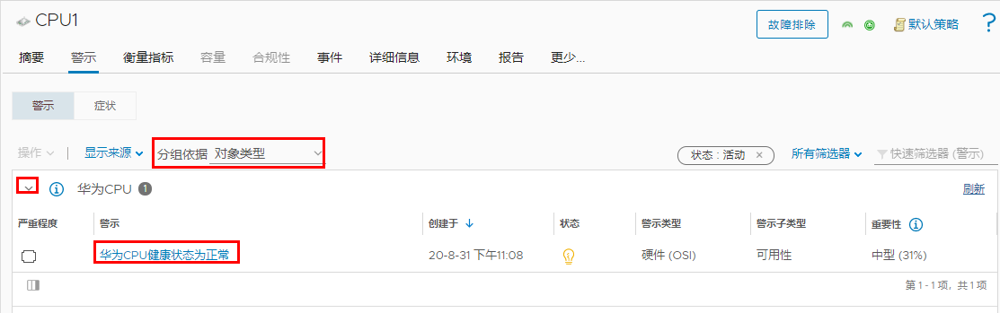 CPU1
故障排除
默认策略
?
摘要 警示 衡量指标 容量 合规性 事件 详细信息 环境 报告 更少...
警示 症状
操作 显示来源 分组依据 对象类型 状态 : 活动 × 所有筛选器 快速筛选器 (警示)
华为CPU 1 刷新
严重程度 警示 创建于 状态 警示类型 警示子类型 重要性
华为CPU健康状态为正常 20-8-31 下午11:08 硬件 (OSI) 可用性 中型 (31%)
第 1 - 1 项, 共 1 项